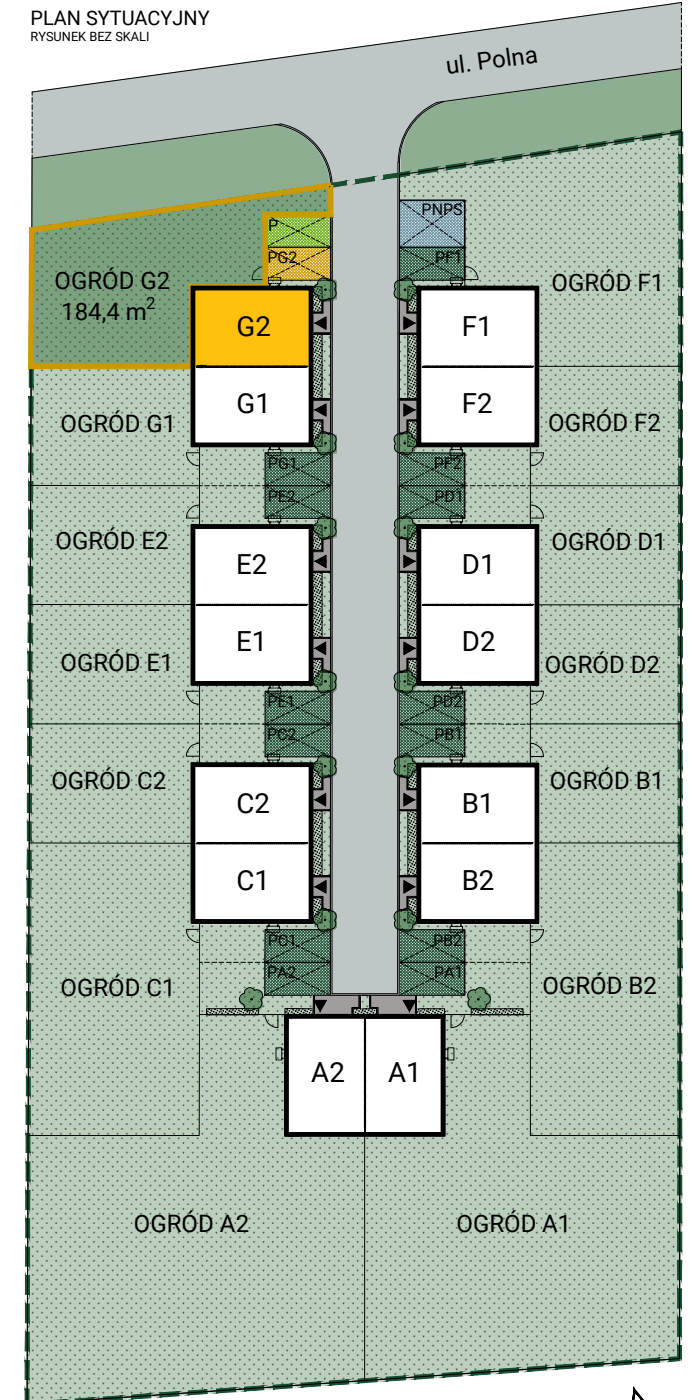 PLAN SYTUACYJNY
RYSUNEK BEZ SKALI
ul. Polna
P
PNPS
PG2
PF1
OGRÓD G2
184,4 m²
OGRÓD F1
G2
F1
G1
F2
OGRÓD G1
OGRÓD F2
PG1
PF2
PE2
PD1
OGRÓD E2
OGRÓD D1
E2
D1
E1
D2
OGRÓD E1
OGRÓD D2
PE1
PD2
PC2
PB1
OGRÓD C2
OGRÓD B1
C2
B1
C1
B2
PC1
PB2
PA2
PA1
OGRÓD C1
OGRÓD B2
A2
A1
OGRÓD A2
OGRÓD A1